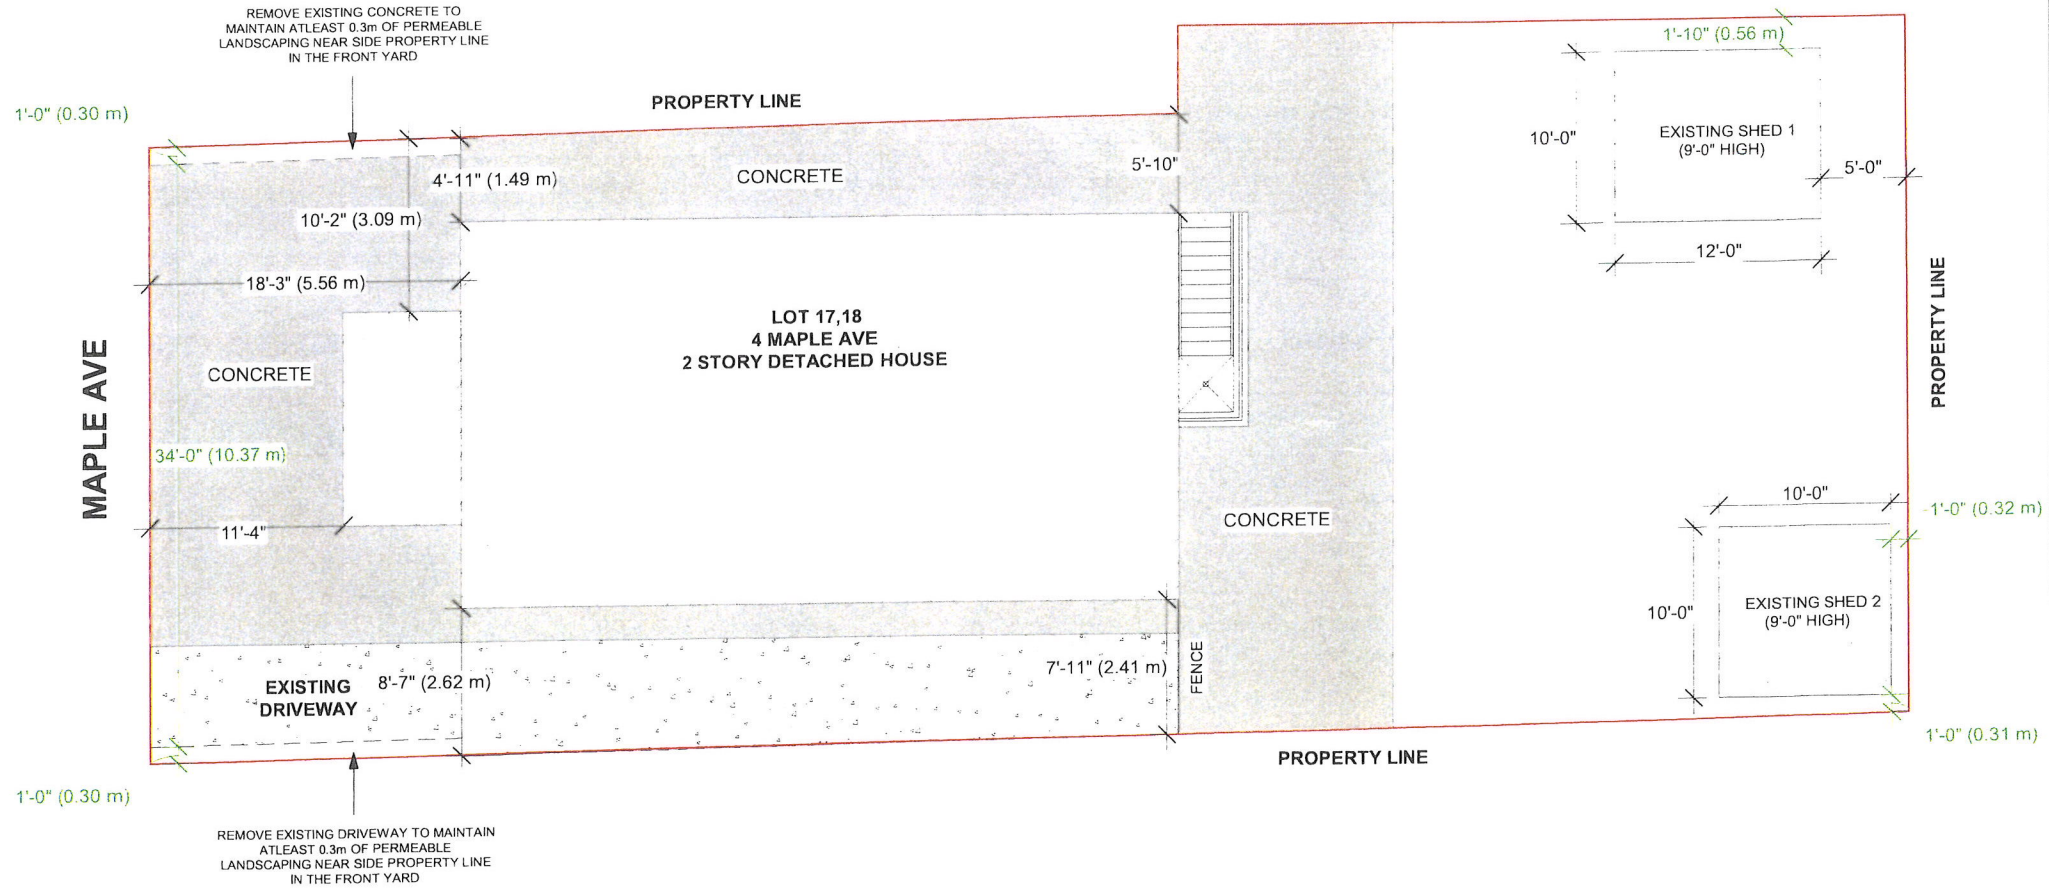 REMOVE EXISTING CONCRETE TO
MAINTAIN ATLEAST 0.3m OF PERMEABLE
LANDSCAPING NEAR SIDE PROPERTY LINE
IN THE FRONT YARD
1'-0" (0.30 m)
PROPERTY LINE
1'-10" (0.56 m)
10'-0"
EXISTING SHED 1
(9'-0" HIGH)
5'-0"
12'-0"
4'-11" (1.49 m)
CONCRETE
5'-10"
10'-2" (3.09 m)
18'-3" (5.56 m)
LOT 17,18
4 MAPLE AVE
2 STORY DETACHED HOUSE
PROPERTY LINE
MAPLE AVE
CONCRETE
34'-0" (10.37 m)
11'-4"
CONCRETE
10'-0"
1'-0" (0.32 m)
10'-0"
EXISTING SHED 2
(9'-0" HIGH)
EXISTING
DRIVEWAY
8'-7" (2.62 m)
7'-11" (2.41 m)
FENCE
1'-0" (0.31 m)
PROPERTY LINE
1'-0" (0.30 m)
REMOVE EXISTING DRIVEWAY TO MAINTAIN
ATLEAST 0.3m OF PERMEABLE
LANDSCAPING NEAR SIDE PROPERTY LINE
IN THE FRONT YARD